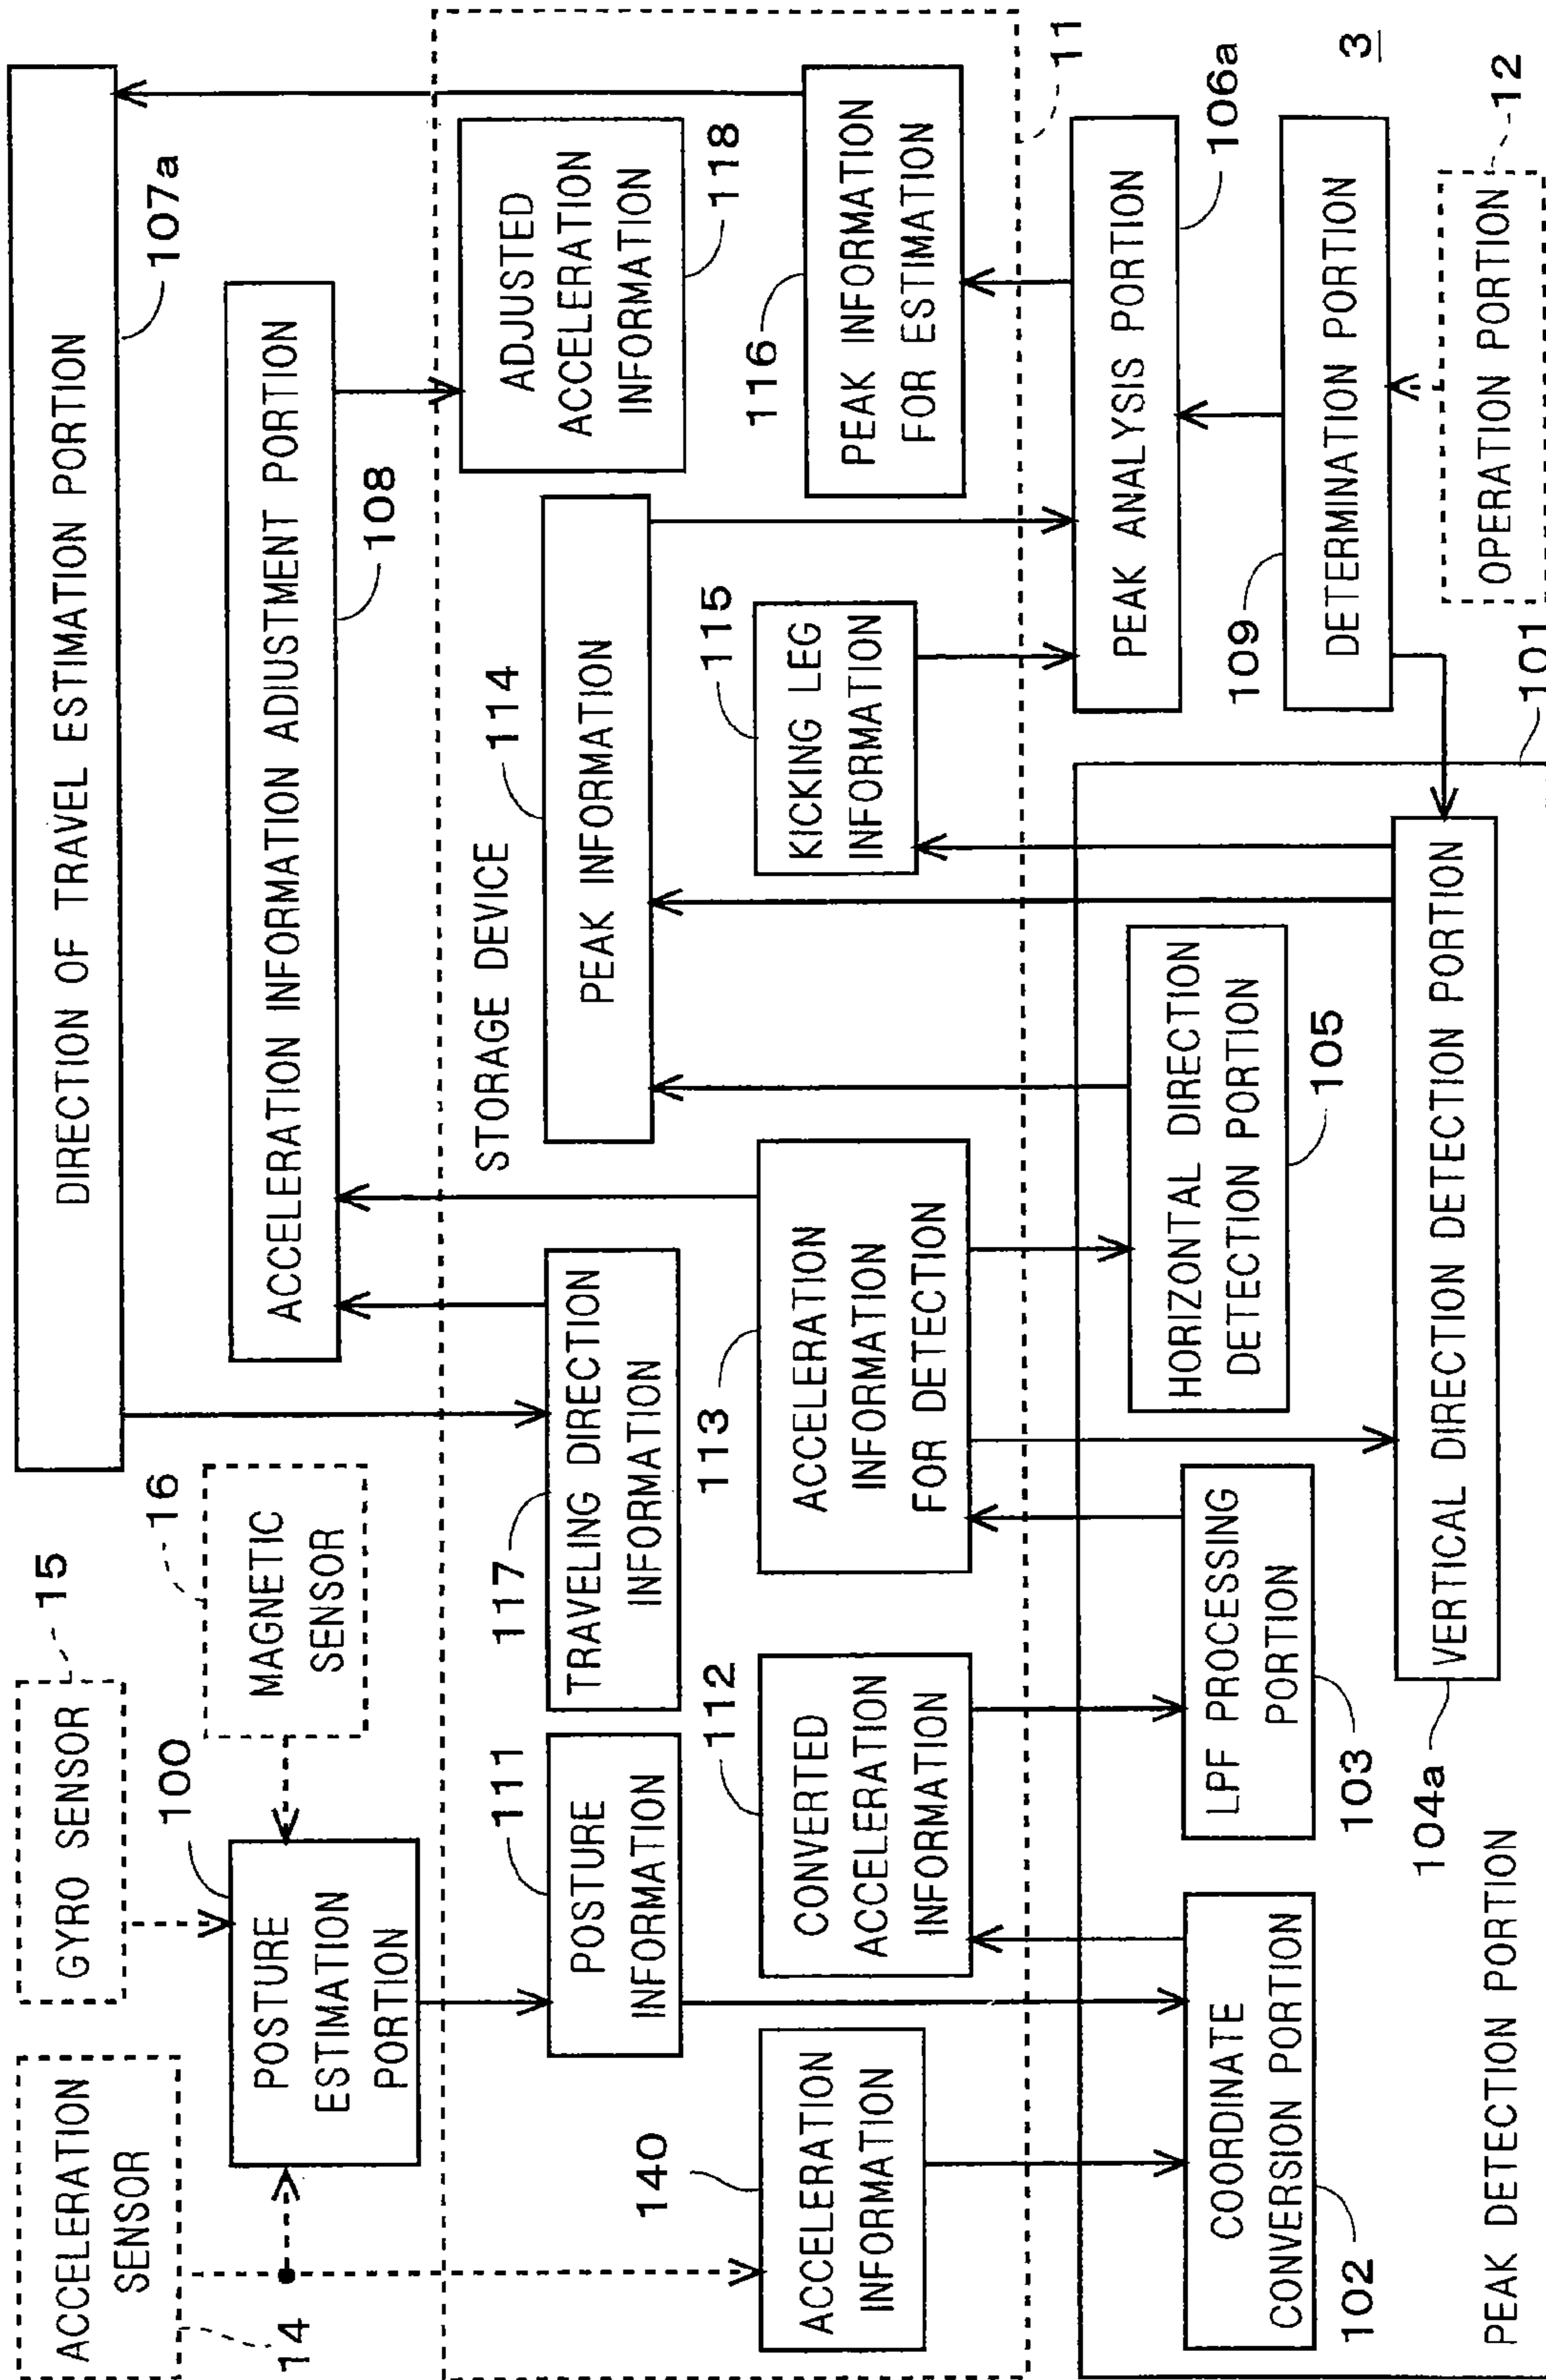 ACCELERATION
SENSOR
14
GYRO SENSOR
15
MAGNETIC
SENSOR
16
POSTURE
ESTIMATION
PORTION
100
DIRECTION OF TRAVEL ESTIMATION PORTION
107a
ACCELERATION INFORMATION ADJUSTMENT PORTION
108
STORAGE DEVICE
11
POSTURE
INFORMATION
111
TRAVELING DIRECTION
INFORMATION
117
PEAK INFORMATION
114
ADJUSTED
ACCELERATION
INFORMATION
118
ACCELERATION
INFORMATION
140
CONVERTED
ACCELERATION
INFORMATION
112
ACCELERATION
INFORMATION
FOR DETECTION
113
KICKING LEG
INFORMATION
115
PEAK INFORMATION
FOR ESTIMATION
116
COORDINATE
CONVERSION PORTION
102
LPF PROCESSING
PORTION
103
HORIZONTAL DIRECTION
DETECTION PORTION
105
PEAK ANALYSIS PORTION
106a
VERTICAL DIRECTION DETECTION PORTION
104a
DETERMINATION PORTION
109
3
PEAK DETECTION PORTION
101
OPERATION PORTION
12